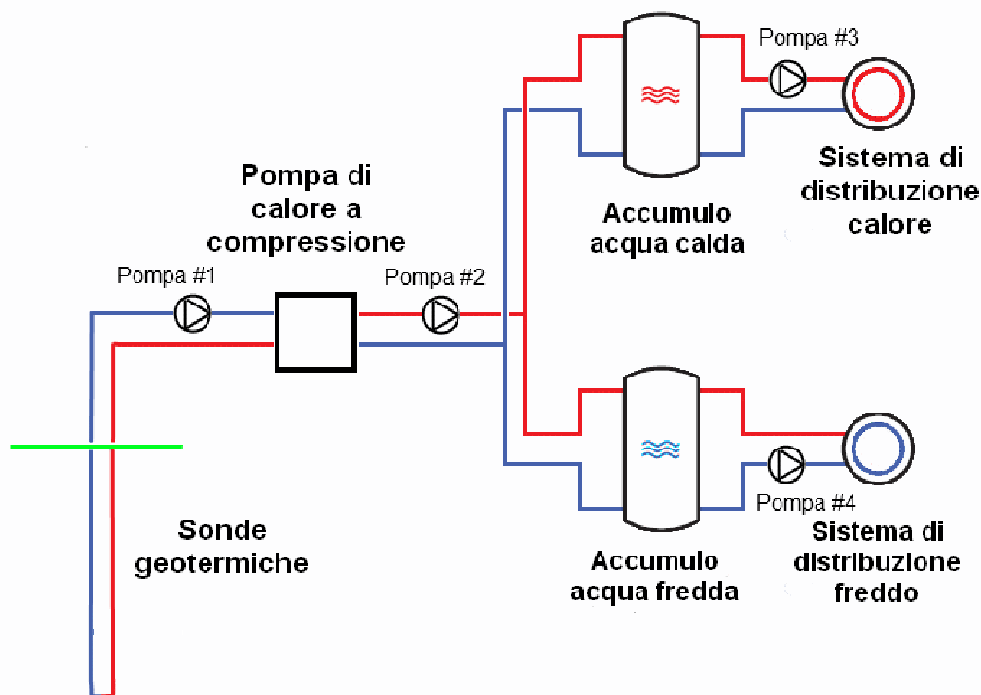 Pompa #3
Sistema di
distribuzione
calore
Accumulo
acqua calda
Pompa di
calore a
compressione
Pompa #1
Pompa #2
Pompa #4
Sistema di
distribuzione
freddo
Accumulo
acqua fredda
Sonde
geotermiche